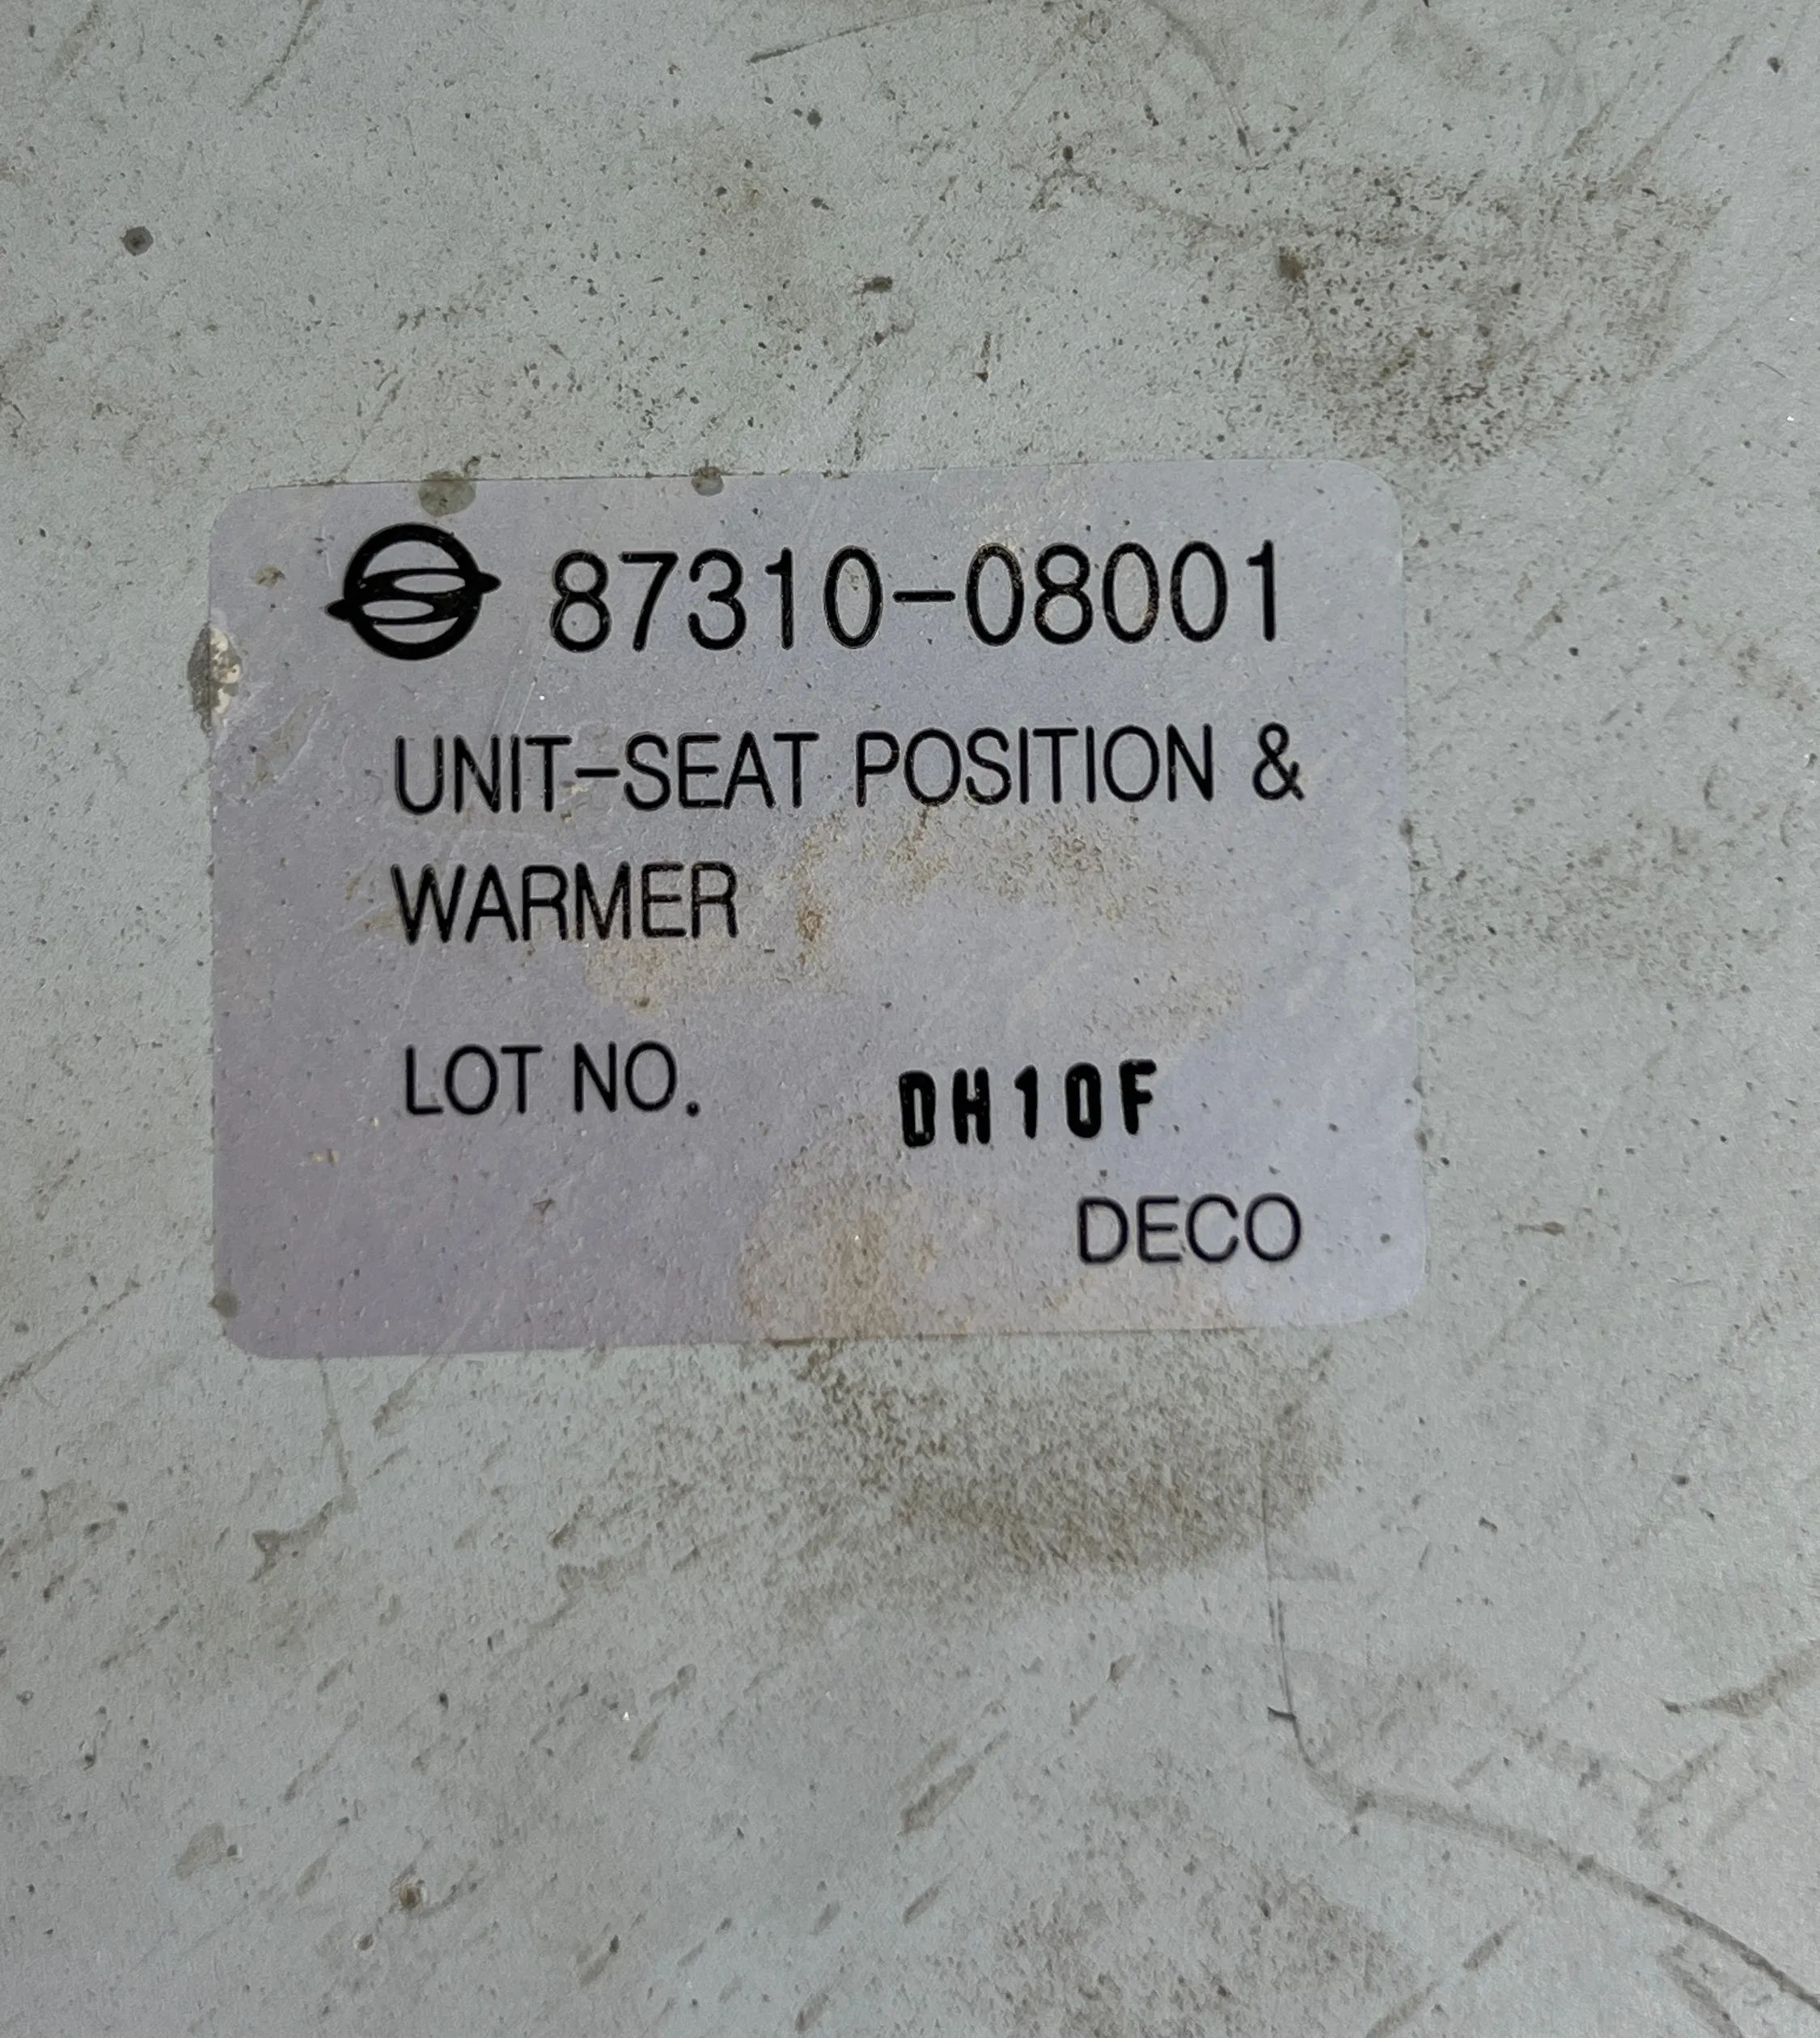 87310-08001
UNIT-SEAT POSITION &
WARMER
LOT NO. DH10F
DECO